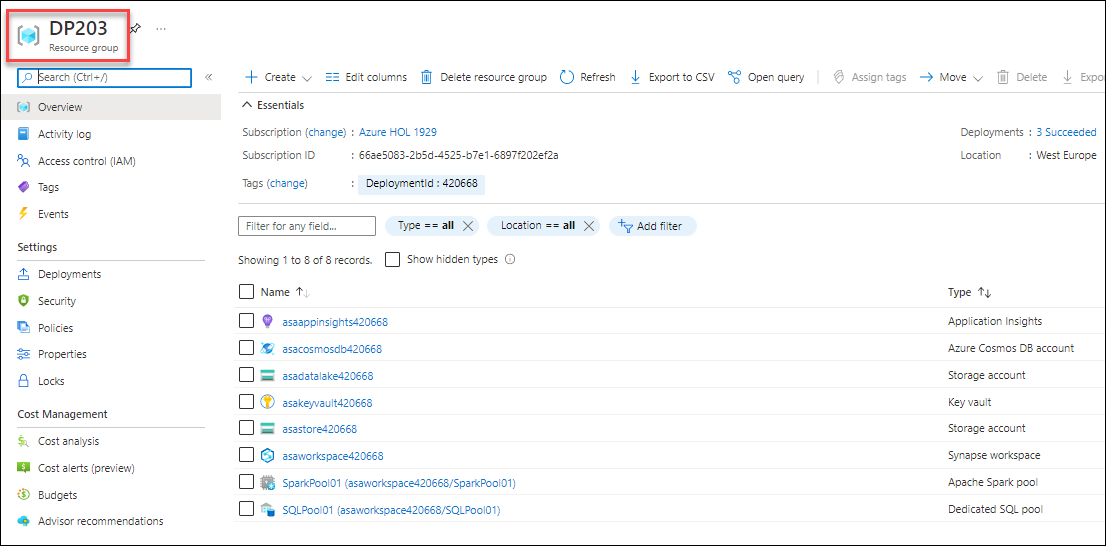 DP203
Resource group
Search (Ctrl+/)
Overview
Activity log
Access control (IAM)
Tags
Events
Settings
Deployments
Security
Policies
Properties
Locks
Cost Management
Cost analysis
Cost alerts (preview)
Budgets
Advisor recommendations
Create Edit columns Delete resource group Refresh Export to CSV Open query Assign tags Move Delete Expo
Essentials
Subscription (change) : Azure HOL 1929 Deployments : 3 Succeeded
Subscription ID : 66ae5083-2b5d-4525-b7e1-6897f202ef2a Location : West Europe
Tags (change) : DeploymentId : 420668
Filter for any field... Type == all Location == all Add filter
Showing 1 to 8 of 8 records. Show hidden types
Name Type
asaappinsights420668 Application Insights
asacosmosdb420668 Azure Cosmos DB account
asadatalake420668 Storage account
asakeyvault420668 Key vault
asastore420668 Storage account
asaworkspace420668 Synapse workspace
SparkPool01 (asaworkspace420668/SparkPool01) Apache Spark pool
SQLPool01 (asaworkspace420668/SQLPool01) Dedicated SQL pool